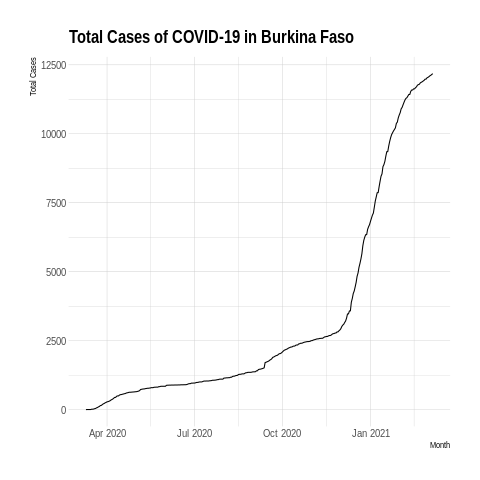 Total Cases of COVID-19 in Burkina Faso
Total Cases
12500
10000
7500
5000
2500
0
Apr 2020
Jul 2020
Oct 2020
Jan 2021
Month